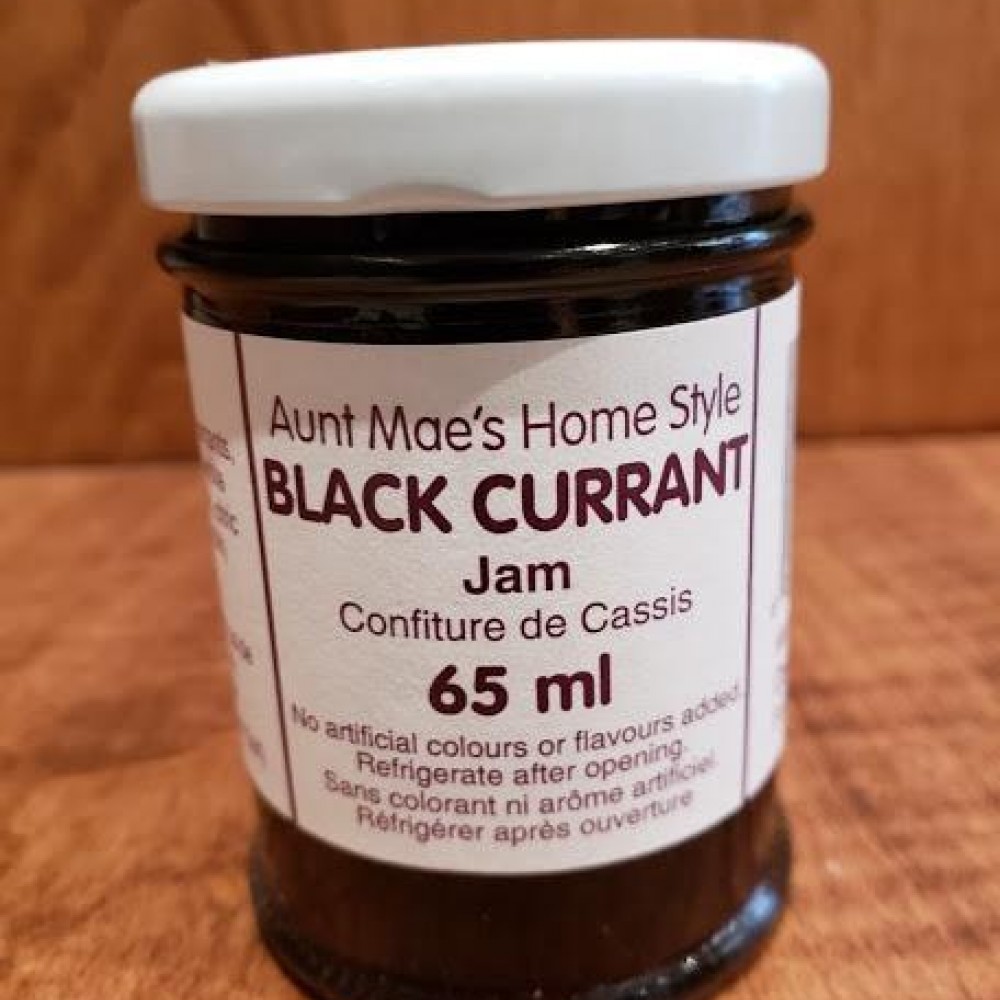 Aunt Mae's Home Style
BLACK CURRANT
Jam
Confiture de Cassis
65 ml
No artificial colours or flavours added.
Refrigerate after opening.
Sans colorant ni arôme artificiel.
Réfrigérer après ouverture